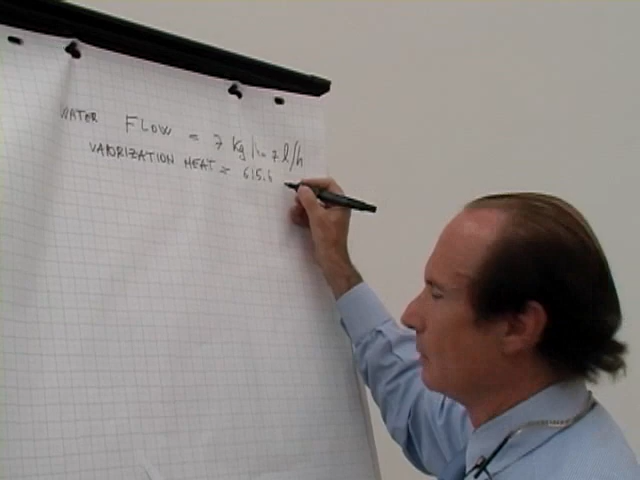 WATER FLOW = 7 kg/h = 7 l/h
VAPORIZATION HEAT = 615.6